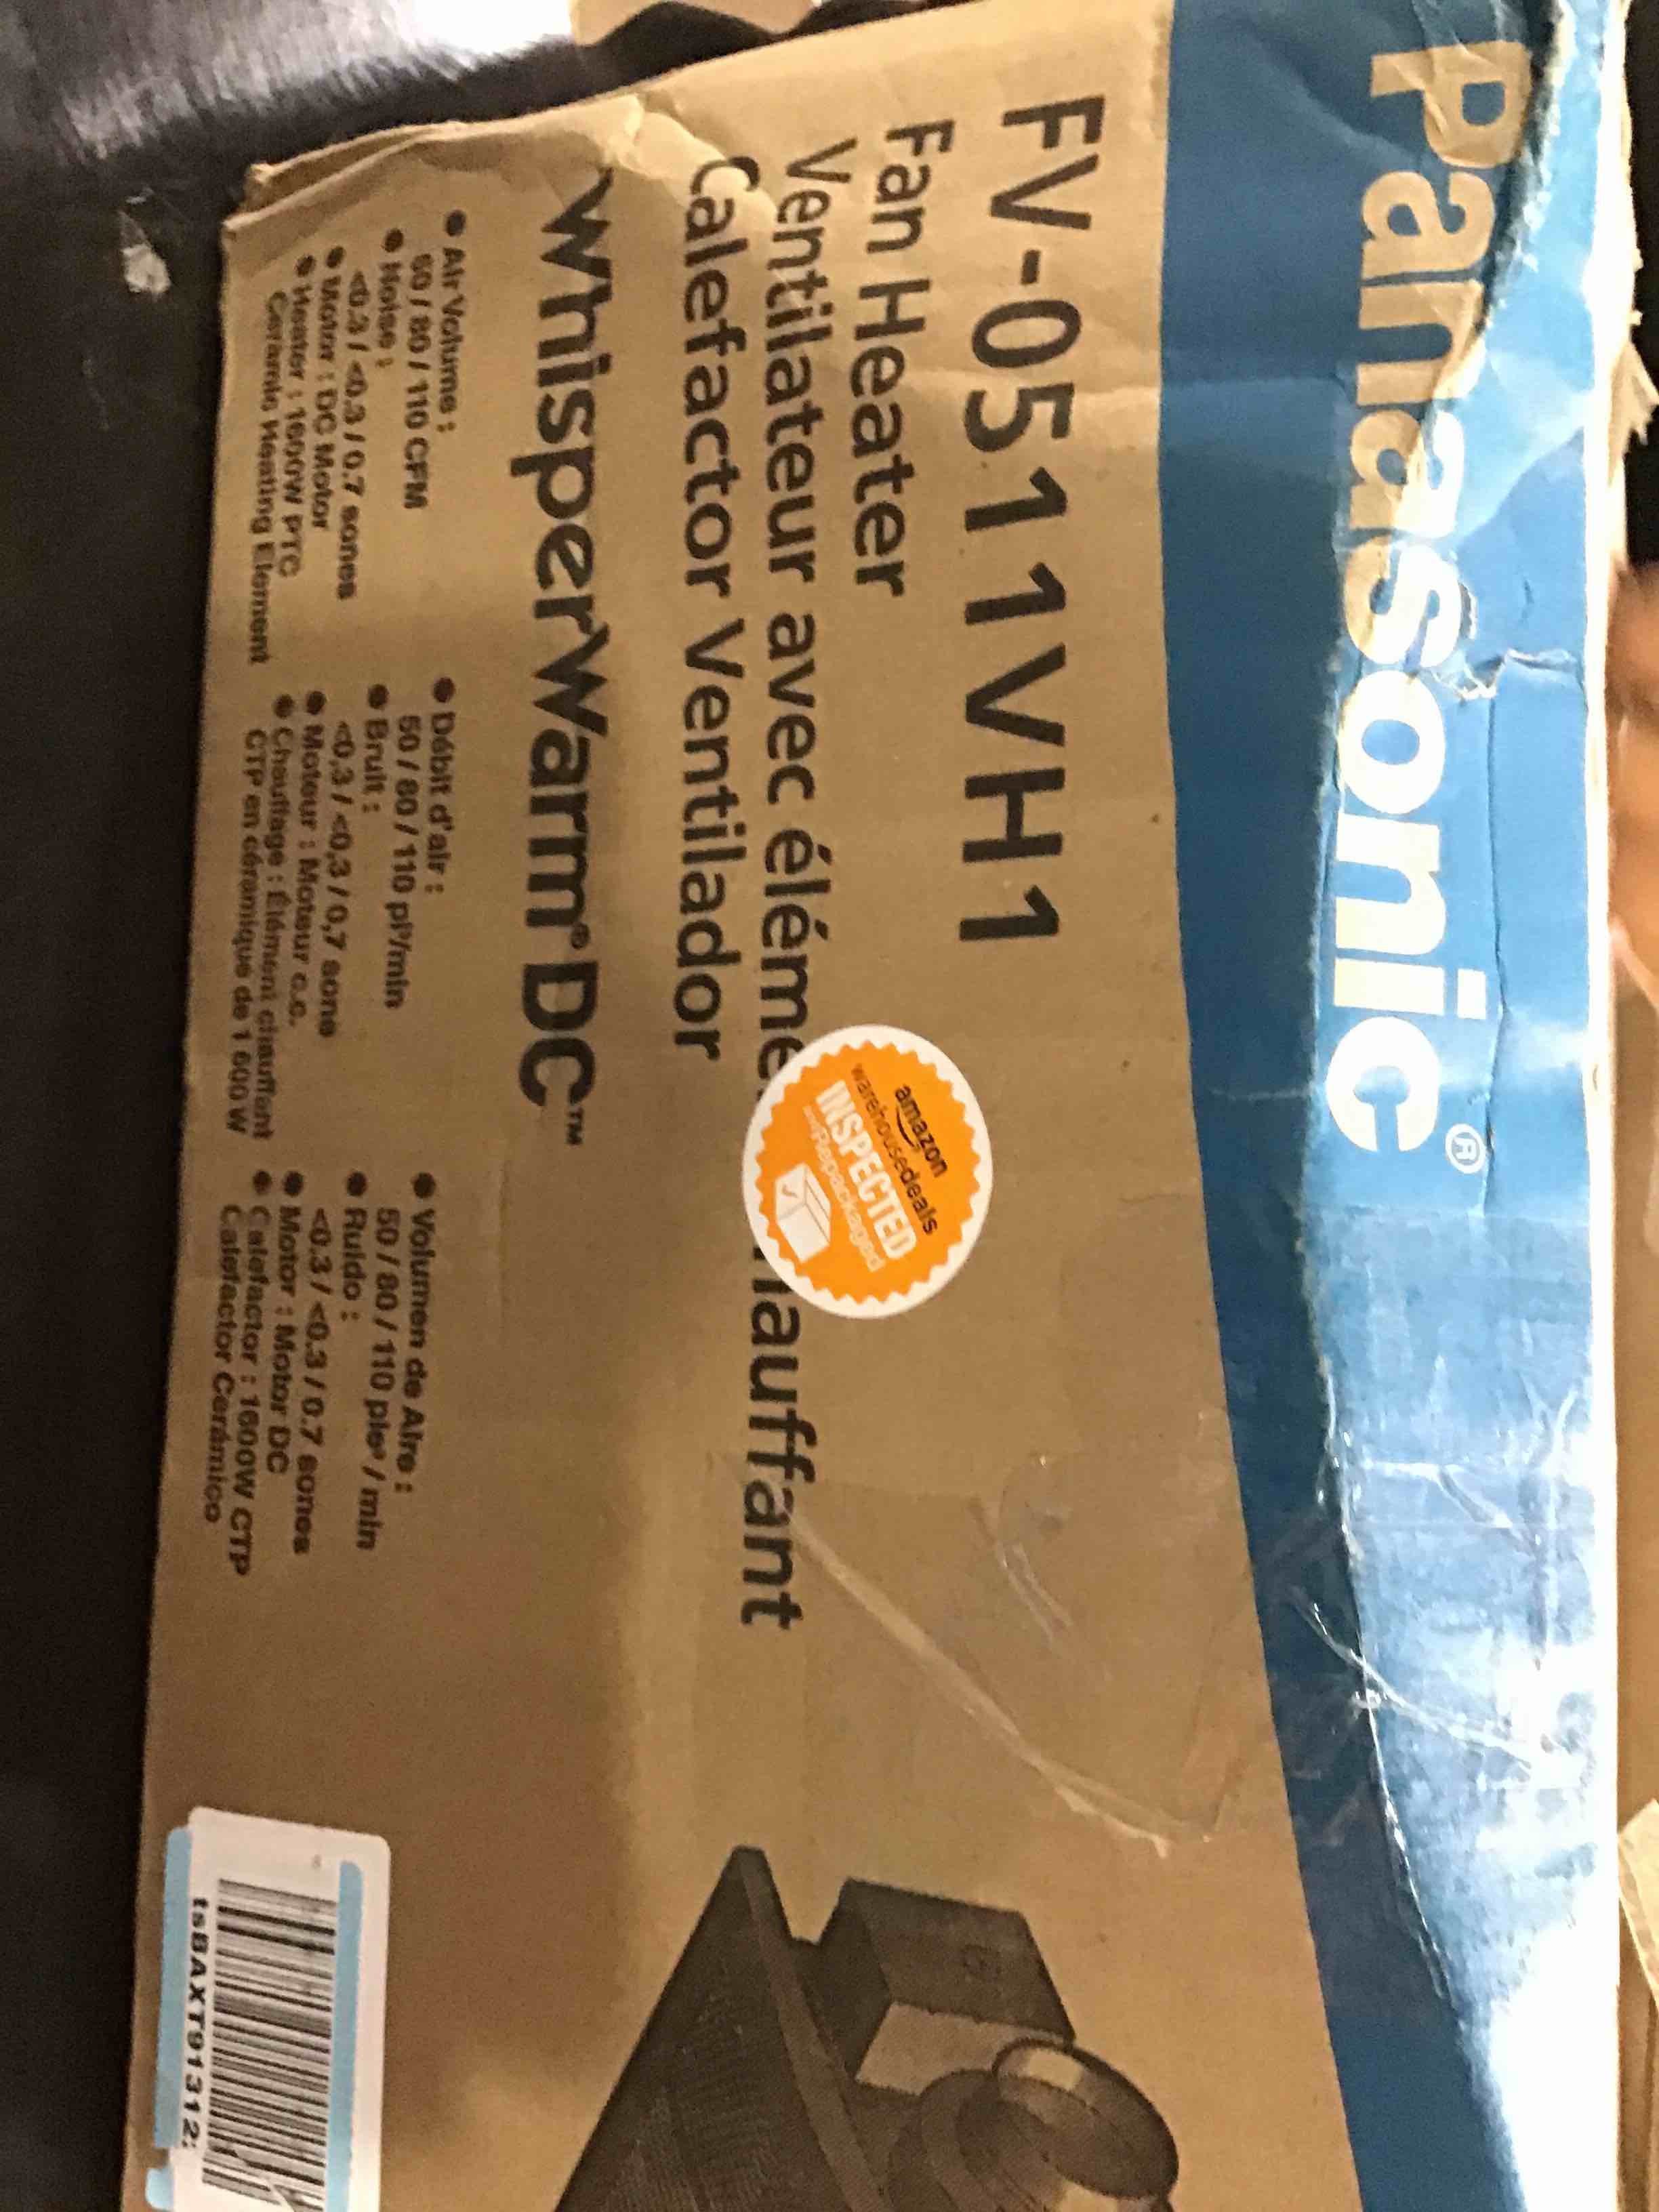 Panasonic®
FV-0511VH1
Fan Heater
Ventilateur avec éléme hauffant
Calefactor Ventilador
WhisperWarm® DC™
amazon
warehousedeals
INSPECTED
Repackaged
● Air Volume :
50 / 80 / 110 CFM
● Noise :
<0.3 / <0.3 / 0.7 sones
● Motor : DC Motor
● Heater : 1600W PTC
Ceramic Heating Element
● Débit d'air :
50 / 80 / 110 pi³/min
● Bruit :
<0,3 / <0,3 / 0,7 sone
● Moteur : Moteur c.c.
● Chauffage : Élément chauffant
CTP en céramique de 1 600 W
● Volumen de Aire :
50 / 80 / 110 pie³ / min
● Ruido :
<0.3 / <0.3 / 0.7 sones
● Motor : Motor DC
● Calefactor : 1600W CTP
Calefactor Cerámico